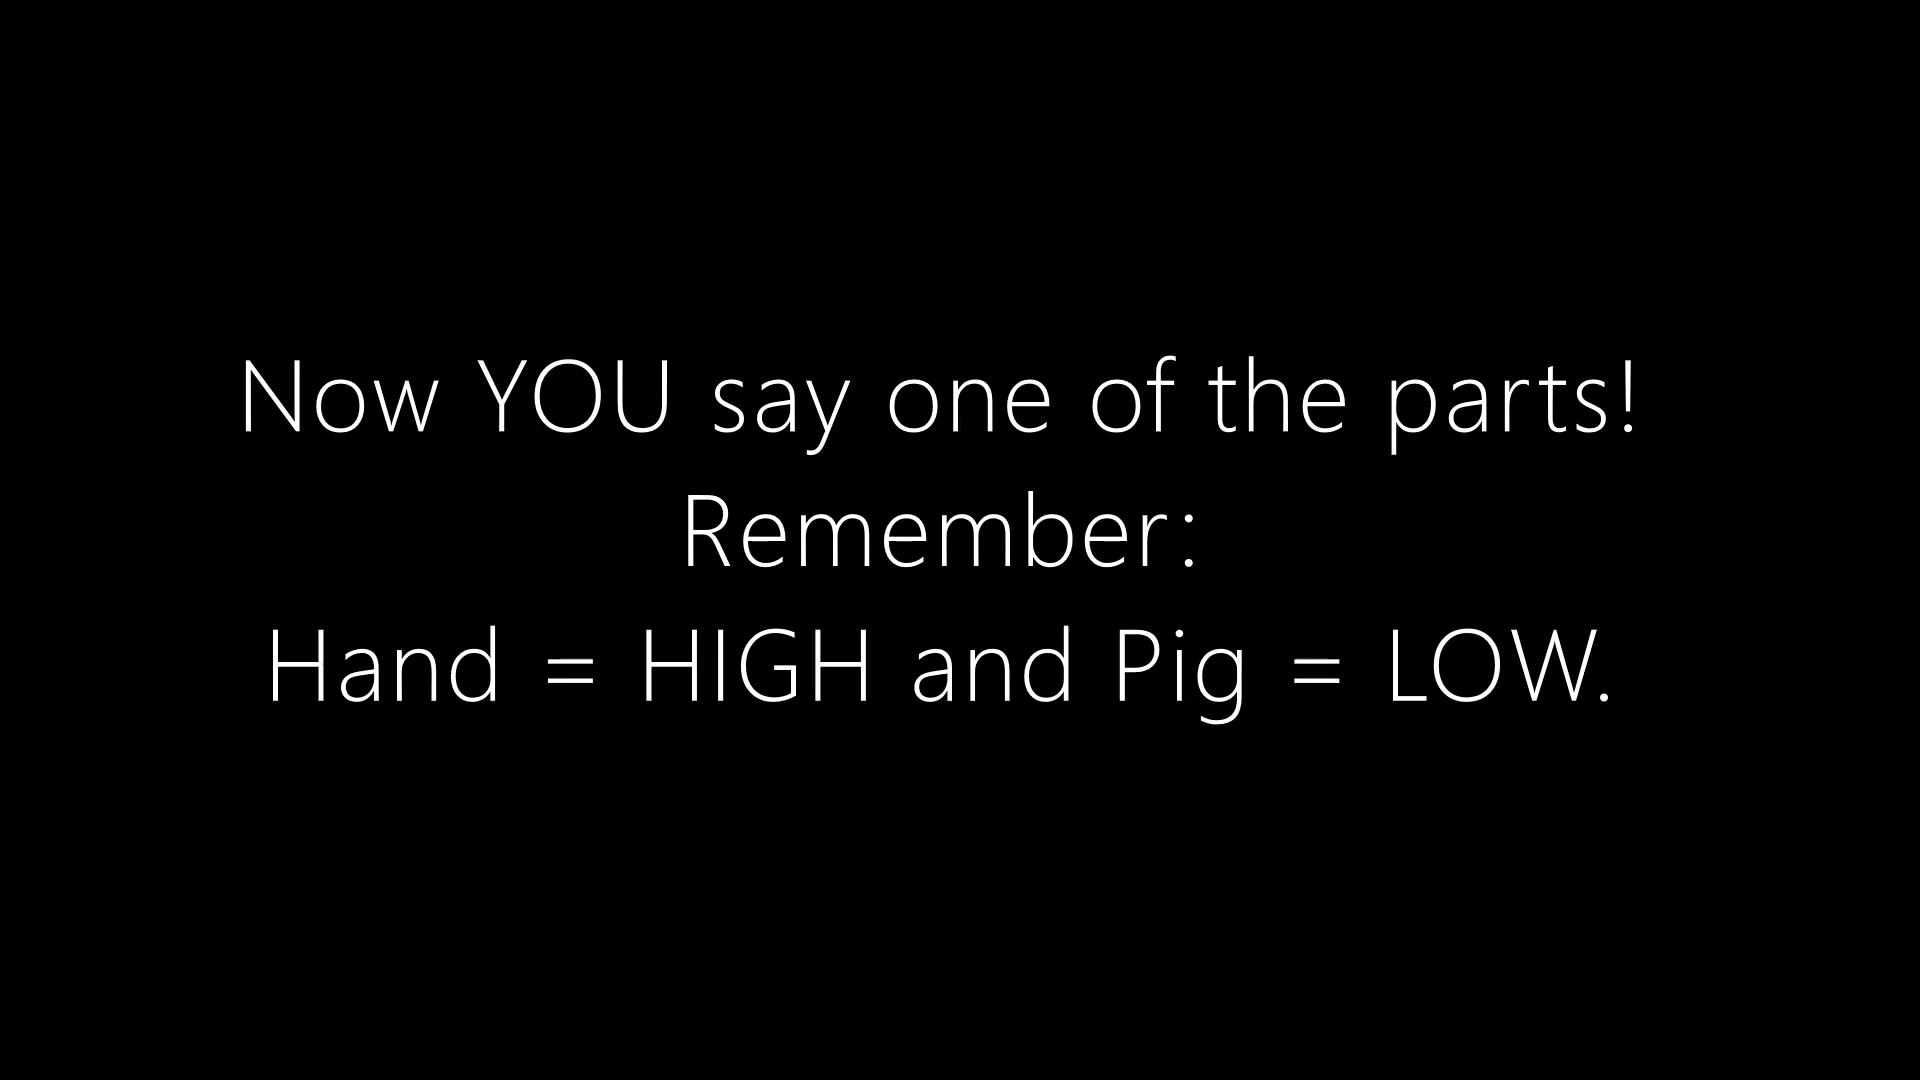 Now YOU say one of the parts!
Remember:
Hand = HIGH and Pig = LOW.